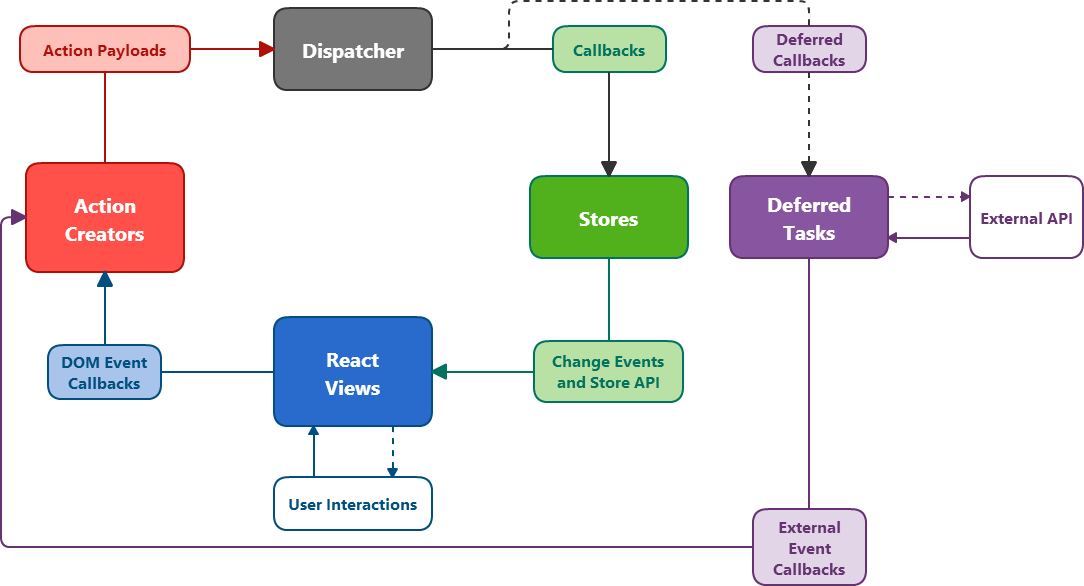 Action Payloads
Dispatcher
Callbacks
Deferred
Callbacks
Action
Creators
Stores
Deferred
Tasks
External API
DOM Event
Callbacks
React
Views
Change Events
and Store API
User Interactions
External
Event
Callbacks